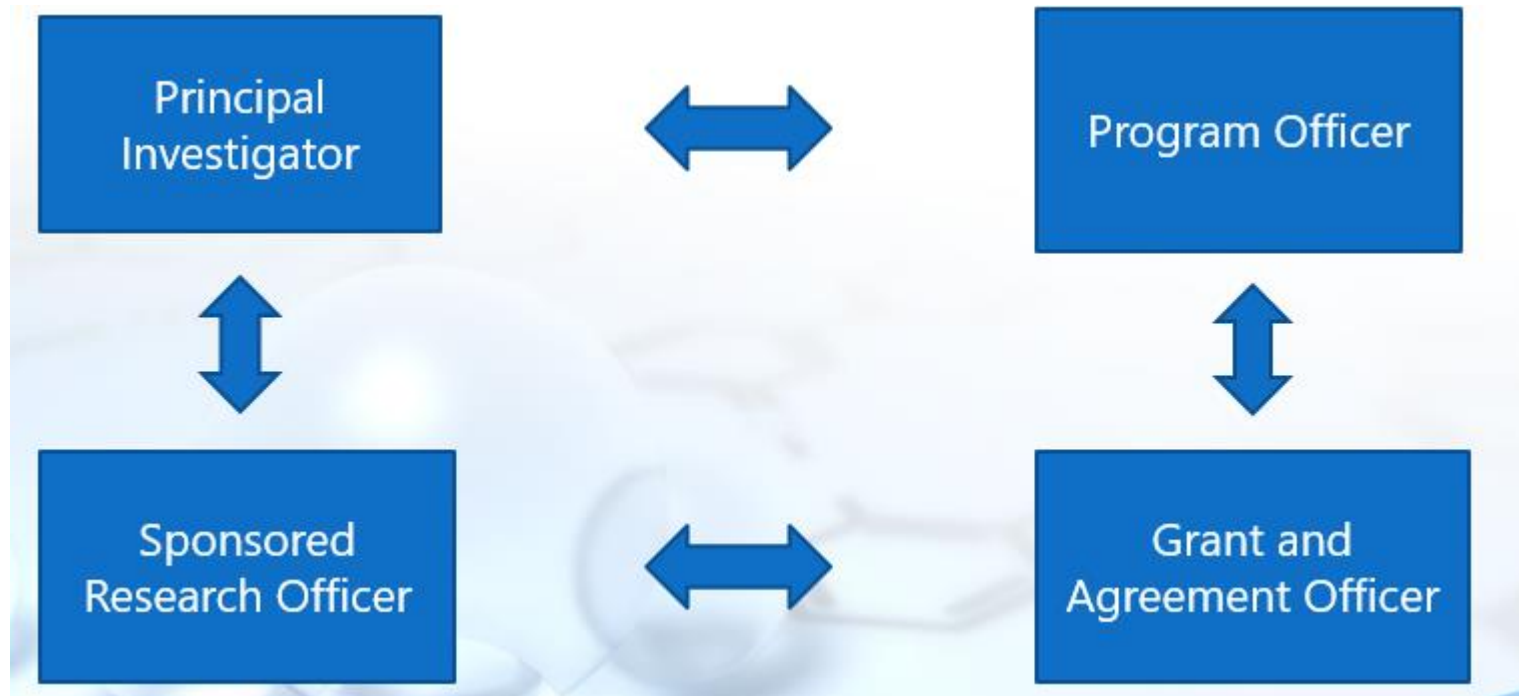 Principal
Investigator
Program Officer
Sponsored
Research Officer
Grant and
Agreement Officer